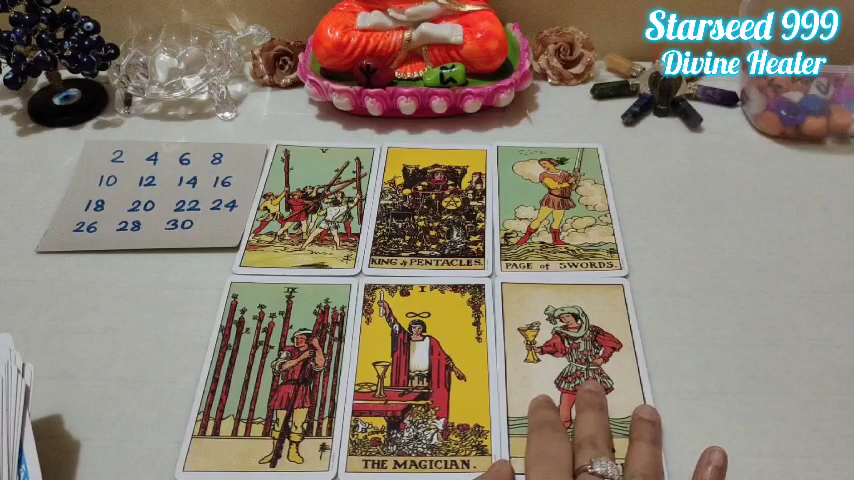 Starseed 999
Divine Healer
2 4 6 8
10 12 14 16
18 20 22 24
26 28 30
V
KING of PENTACLES.
PAGE of SWORDS.
IX
I
THE MAGICIAN.